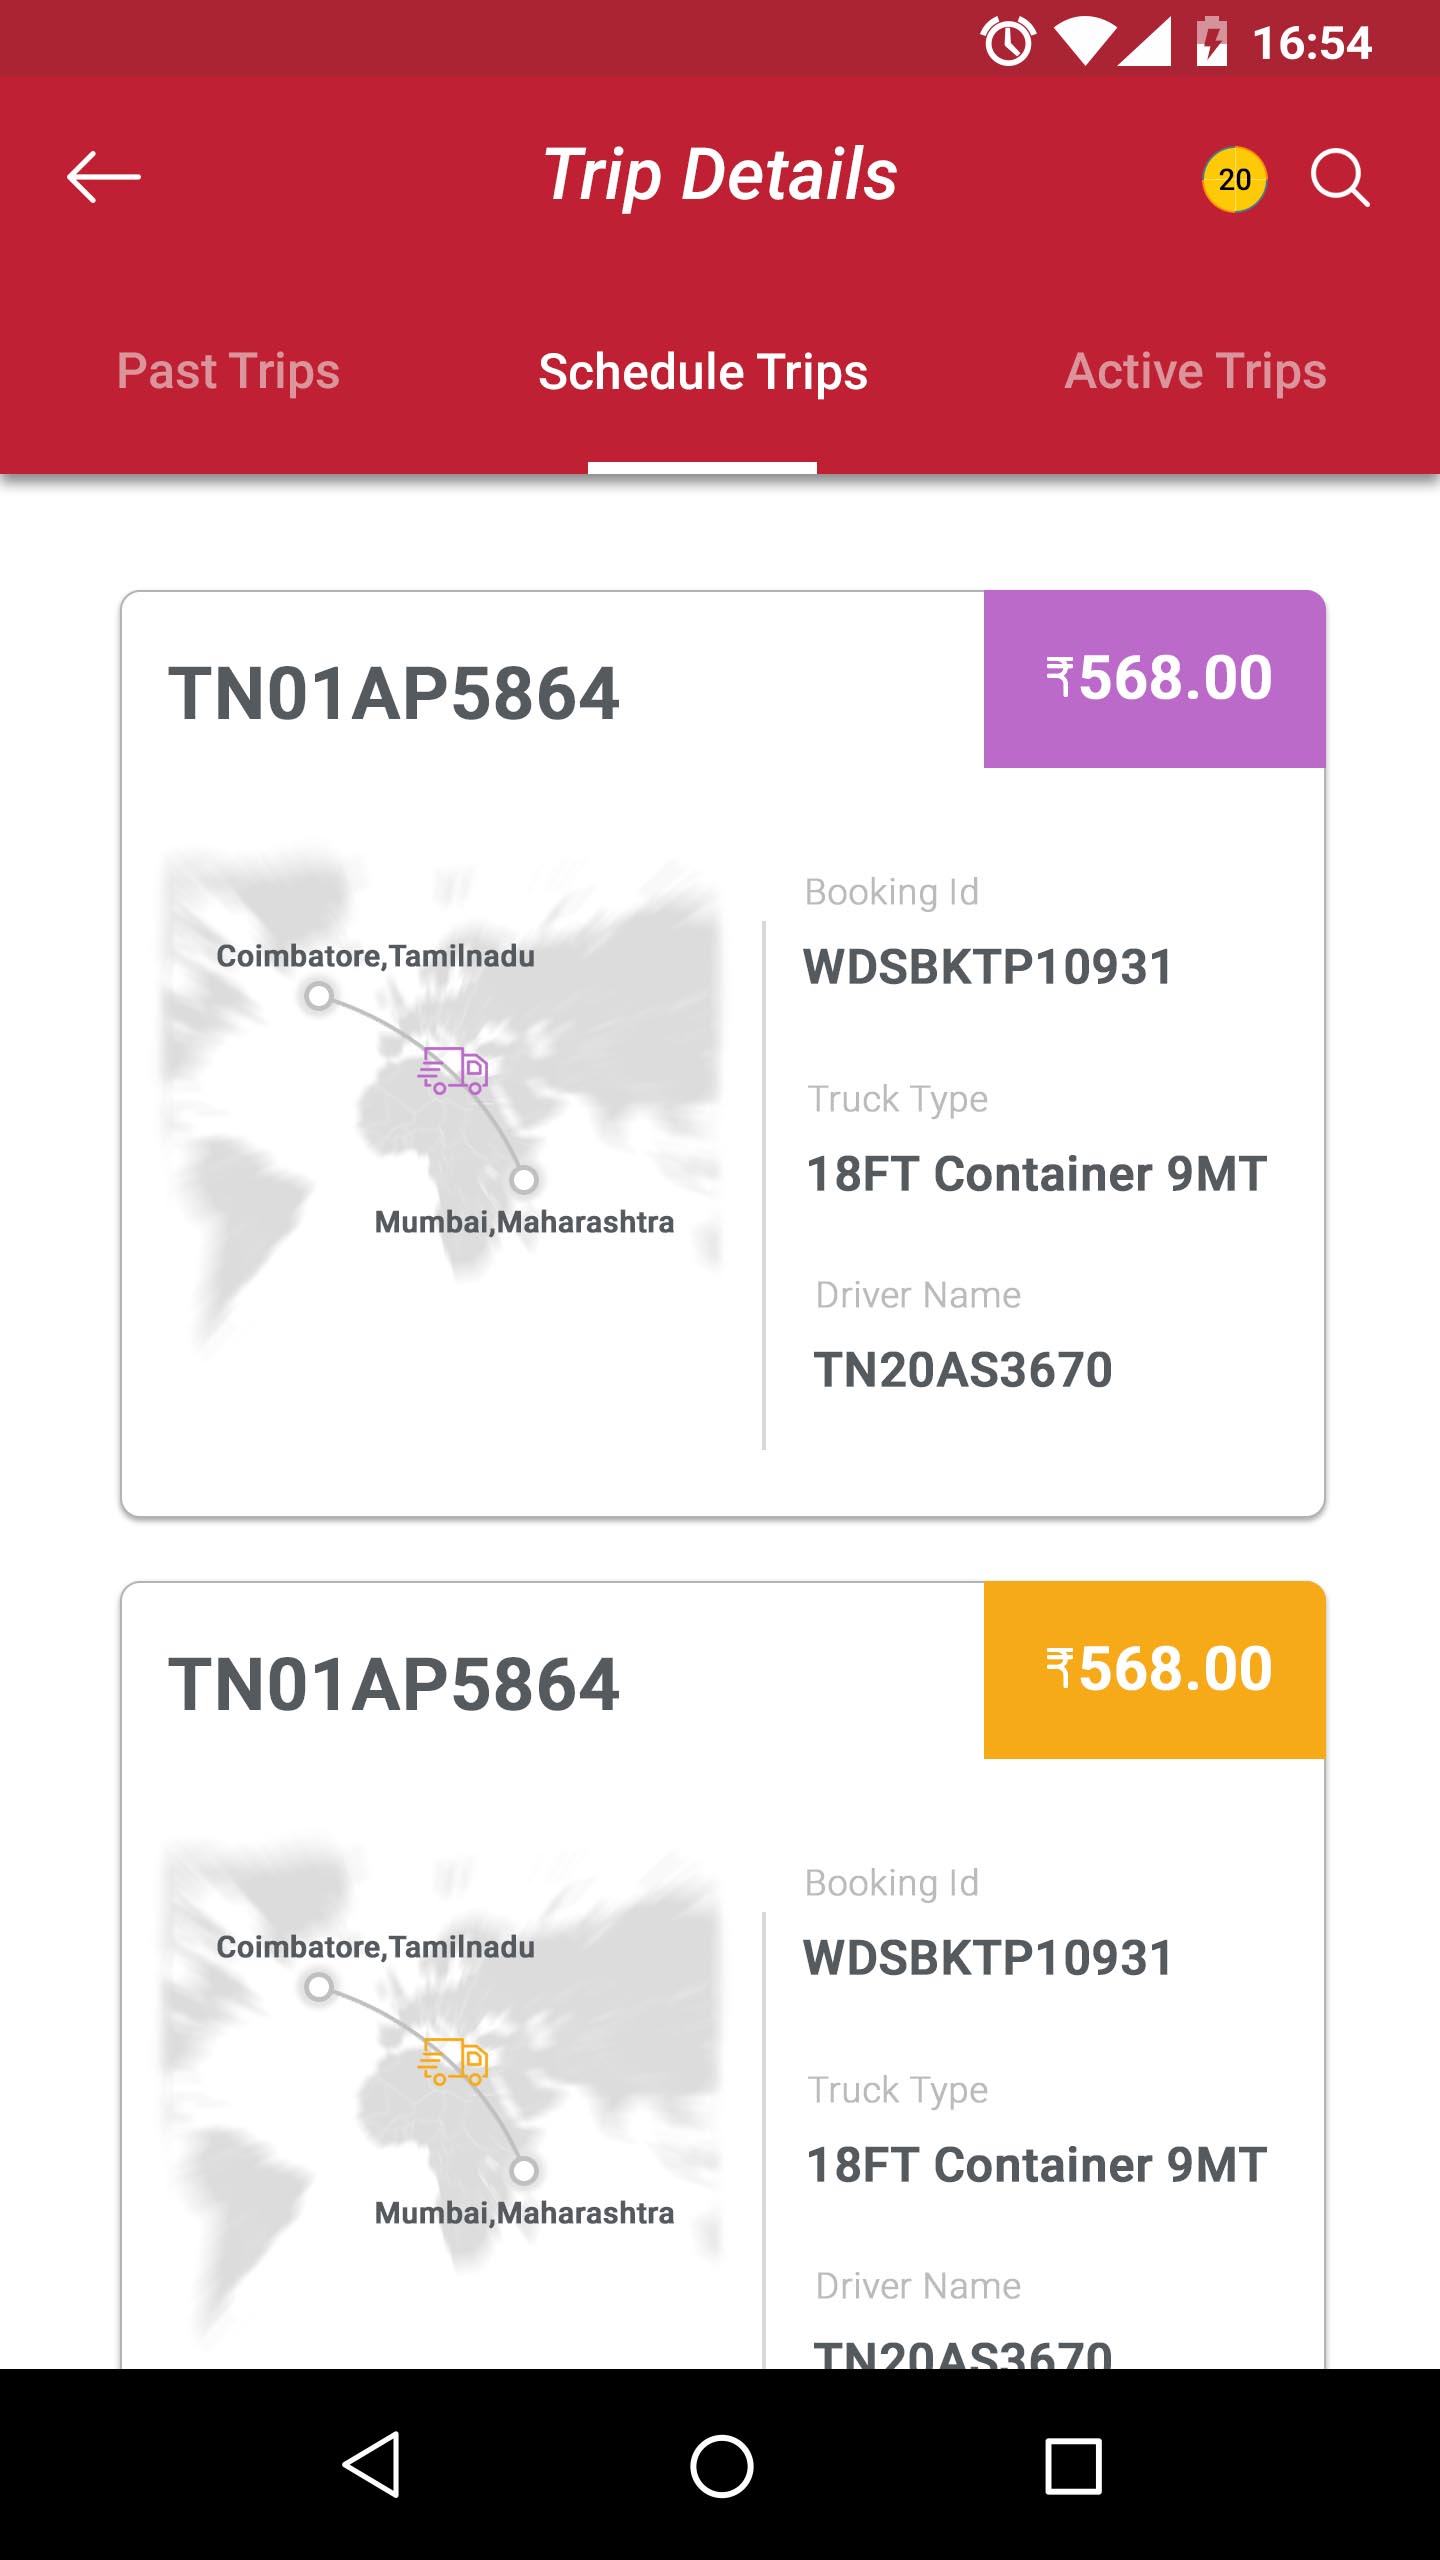 16:54
Trip Details
20
Past Trips
Schedule Trips
Active Trips
TN01AP5864
₹568.00
Coimbatore,Tamilnadu
Mumbai,Maharashtra
Booking Id
WDSBKTP10931
Truck Type
18FT Container 9MT
Driver Name
TN20AS3670
TN01AP5864
₹568.00
Coimbatore,Tamilnadu
Mumbai,Maharashtra
Booking Id
WDSBKTP10931
Truck Type
18FT Container 9MT
Driver Name
TN20AS3670